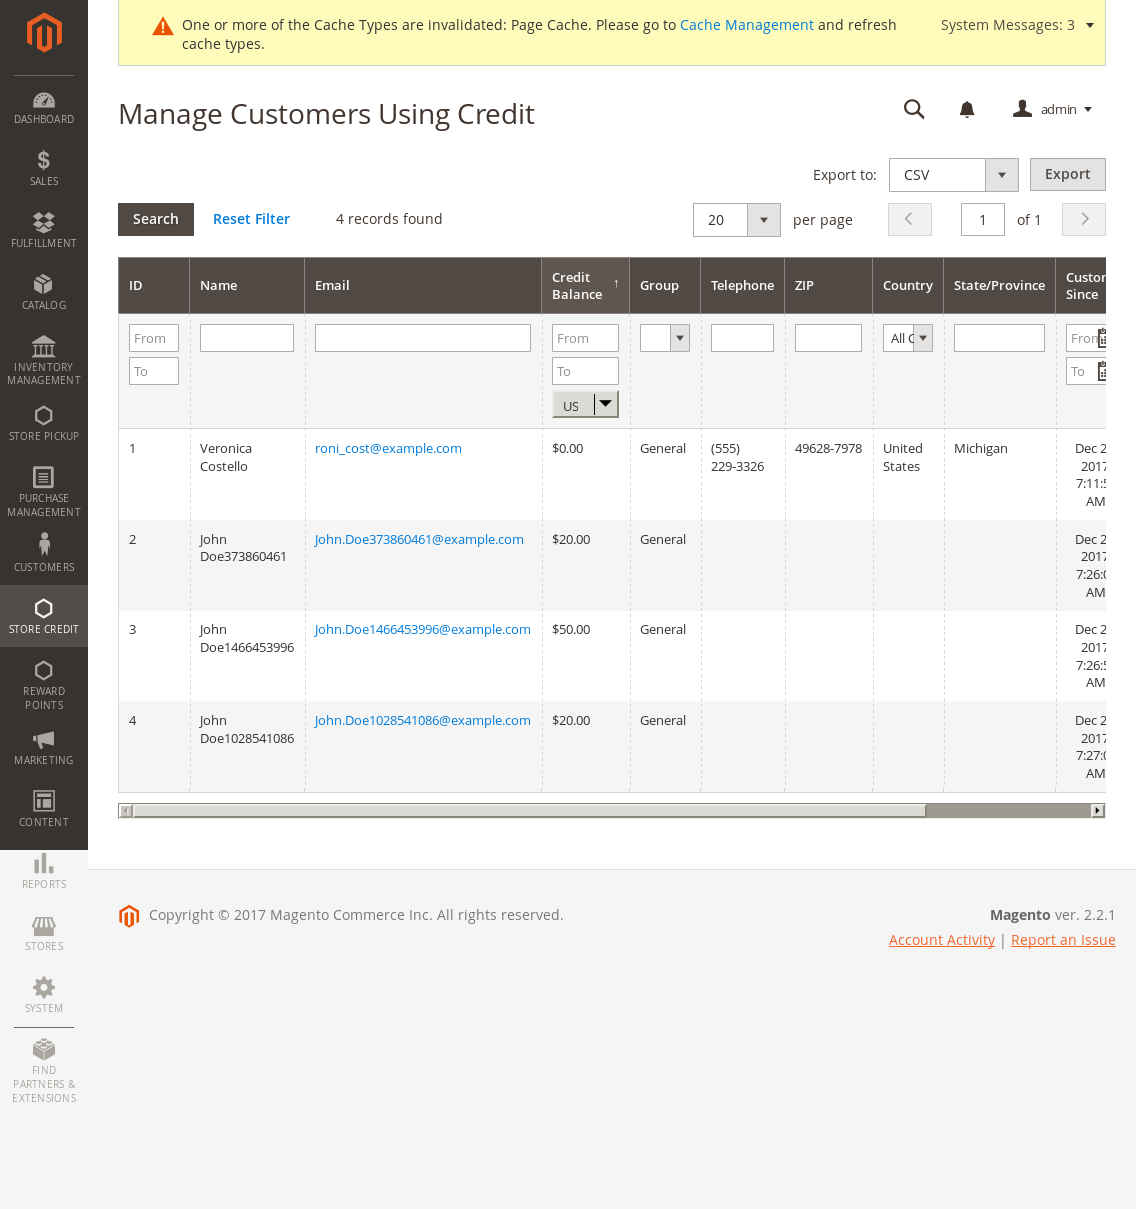 One or more of the Cache Types are invalidated: Page Cache. Please go to Cache Management and refresh
cache types.
System Messages: 3
Manage Customers Using Credit
admin
Export to:
CSV
Export
Search
Reset Filter
4 records found
20
per page
1
of 1
ID
Name
Email
Credit
Balance
↑
Group
Telephone
ZIP
Country
State/Province
Since
From
To
From
To
US
All
From
To
1
Veronica
Costello
roni_cost@example.com
$0.00
General
(555)
229-3326
49628-7978
United
States
Michigan
Dec 2
2017
7:11:5
AM
2
John
Doe373860461
John.Doe373860461@example.com
$20.00
General
Dec 2
2017
7:26:0
AM
3
John
Doe1466453996
John.Doe1466453996@example.com
$50.00
General
Dec 2
2017
7:26:5
AM
4
John
Doe1028541086
John.Doe1028541086@example.com
$20.00
General
Dec 2
2017
7:27:0
AM
DASHBOARD
SALES
FULFILLMENT
CATALOG
INVENTORY
MANAGEMENT
STORE PICKUP
PURCHASE
MANAGEMENT
CUSTOMERS
STORE CREDIT
REWARD
POINTS
MARKETING
CONTENT
REPORTS
STORES
SYSTEM
FIND
PARTNERS &
EXTENSIONS
Copyright © 2017 Magento Commerce Inc. All rights reserved.
Magento ver. 2.2.1
Account Activity | Report an Issue